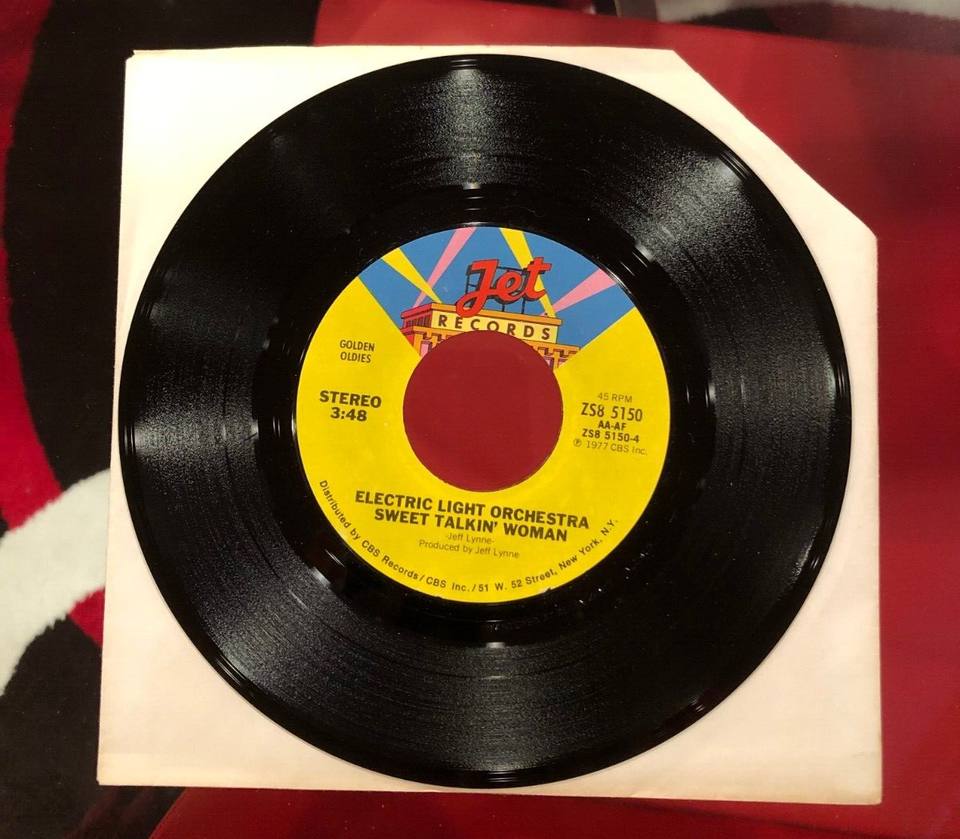 Jet
RECORDS
GOLDEN
OLDIES
STEREO
3:48
45 RPM
ZS8 5150
AA-AF
ZS8 5150-4
Ⓟ 1977 CBS Inc.
ELECTRIC LIGHT ORCHESTRA
SWEET TALKIN' WOMAN
-Jeff Lynne-
Produced by Jeff Lynne
Distributed by CBS Records/CBS Inc./51 W. 52 Street, New York, N.Y.